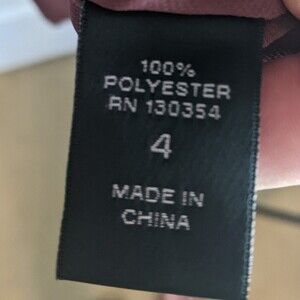 100%
POLYESTER
RN 130354
4
MADE IN
CHINA